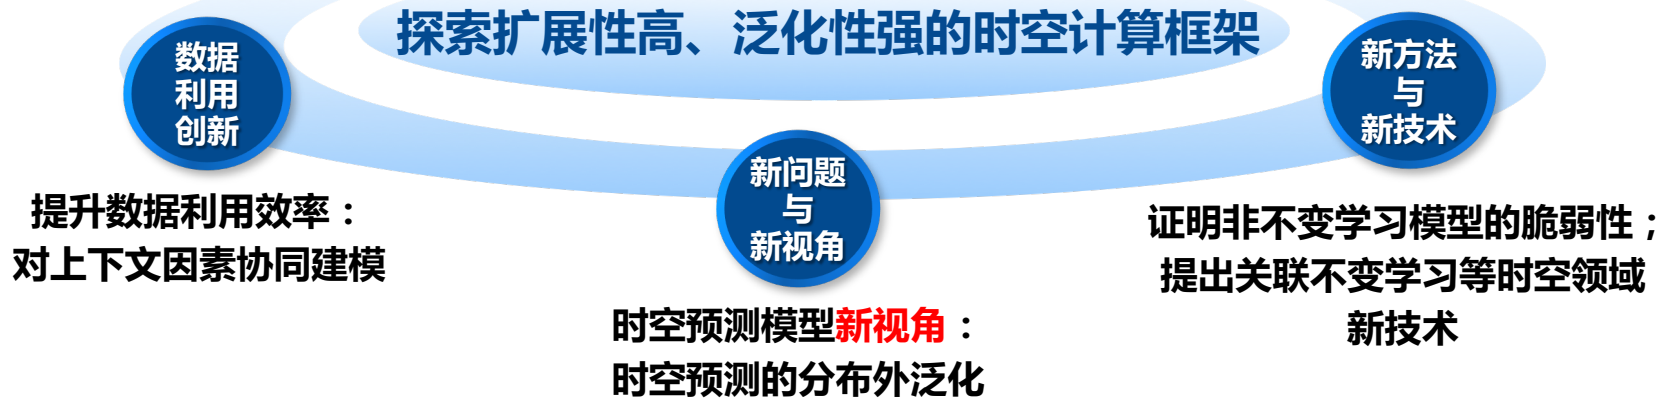 探索扩展性高、泛化性强的时空计算框架
数据
利用
创新
提升数据利用效率：
对上下文因素协同建模
新问题
与
新视角
时空预测模型新视角：
时空预测的分布外泛化
新方法
与
新技术
证明非不变学习模型的脆弱性；
提出关联不变学习等时空领域
新技术